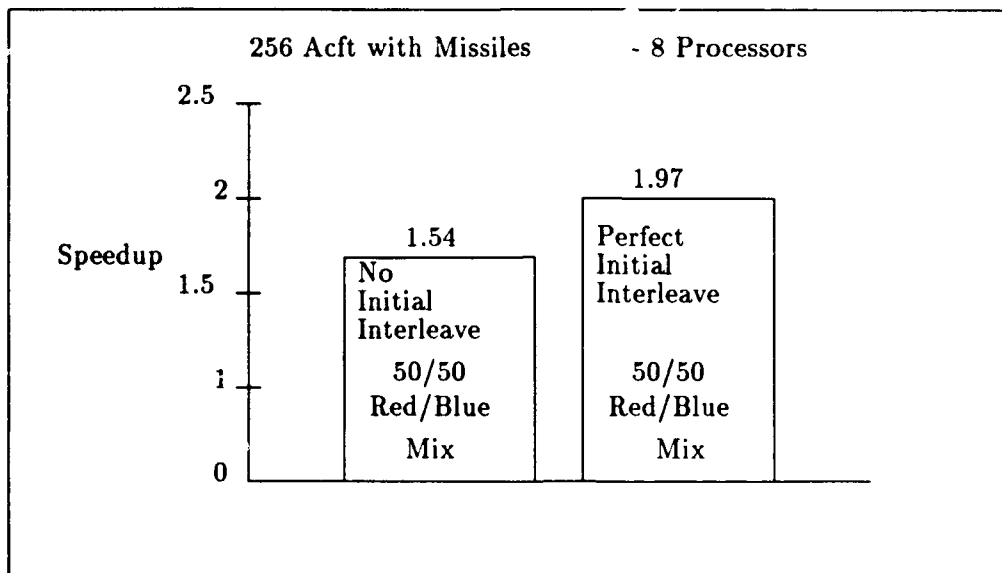 256 Acft with Missiles - 8 Processors
2.5
2
1.97
Speedup
1.54
1.5
No
Initial
Interleave
50/50
Red/Blue
Mix
Perfect
Initial
Interleave
50/50
Red/Blue
Mix
1
0